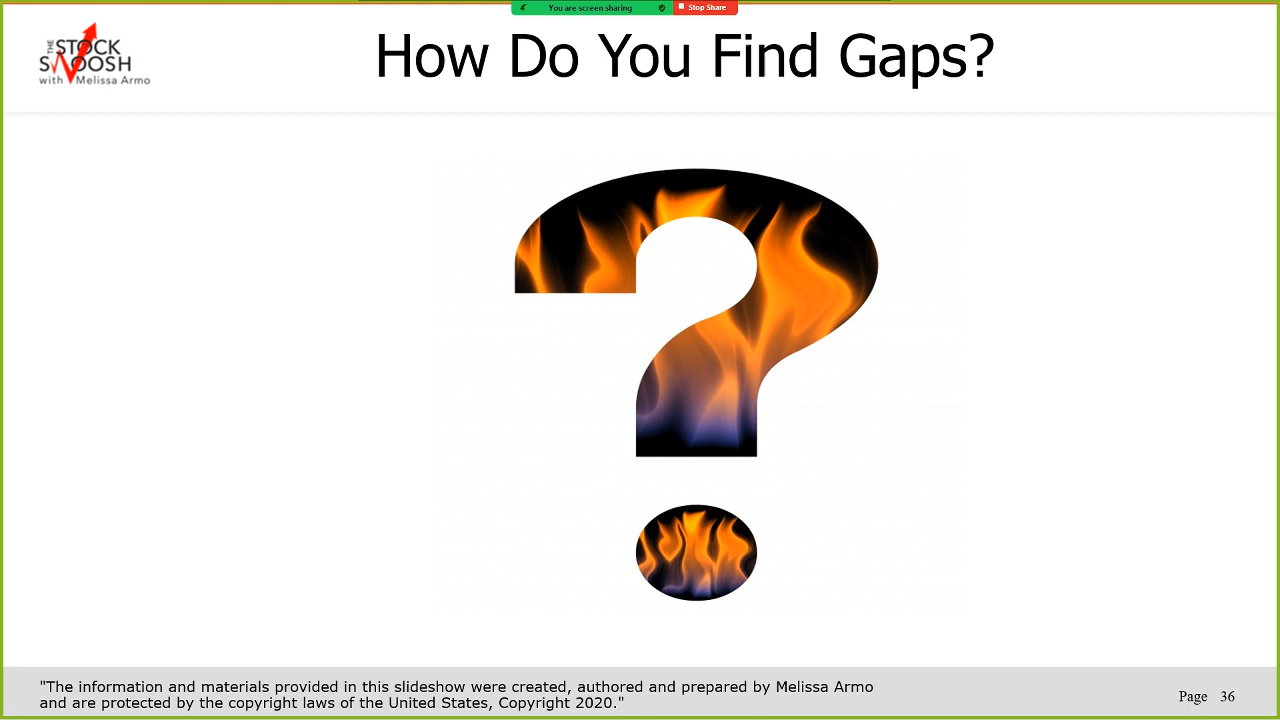 You are screen sharing
Stop Share
THE STOCK
SWOOSH
with Melissa Armo
How Do You Find Gaps?
"The information and materials provided in this slideshow were created, authored and prepared by Melissa Armo
and are protected by the copyright laws of the United States, Copyright 2020."
Page 36